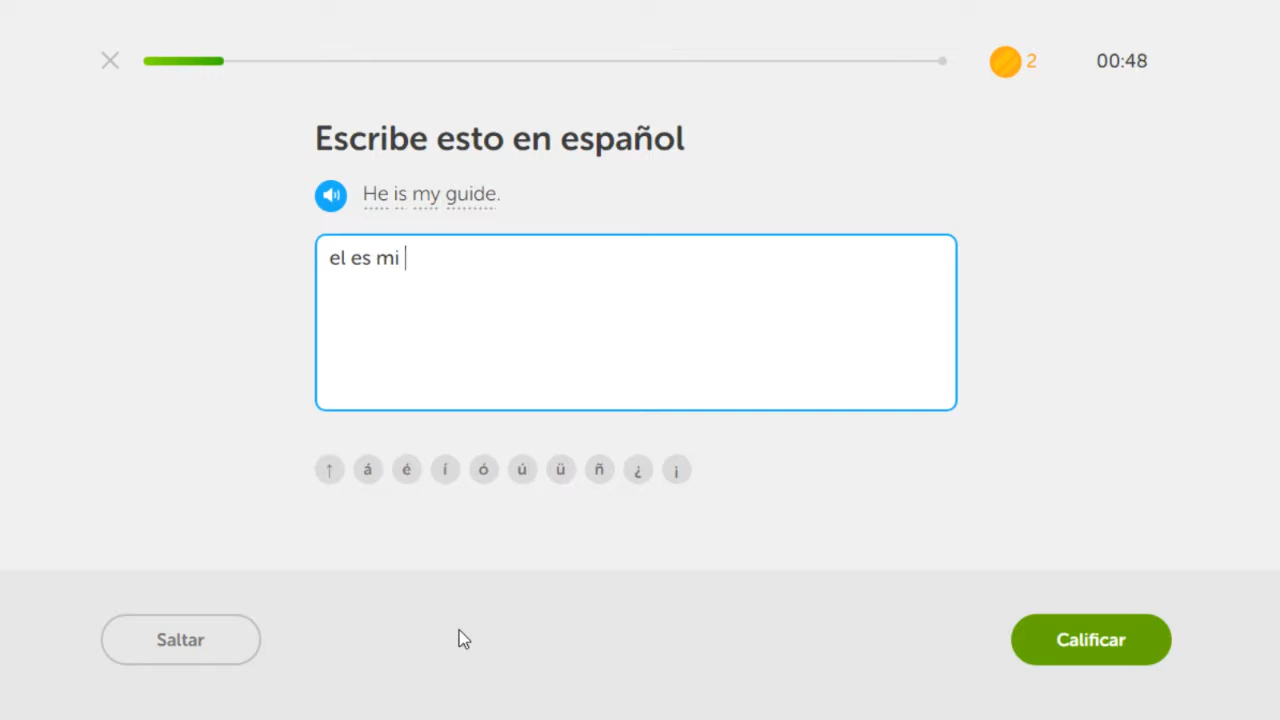 2 00:48
Escribe esto en español
He is my guide.
el es mi
↑ á é í ó ú ü ñ ¿ ¡
Saltar Calificar